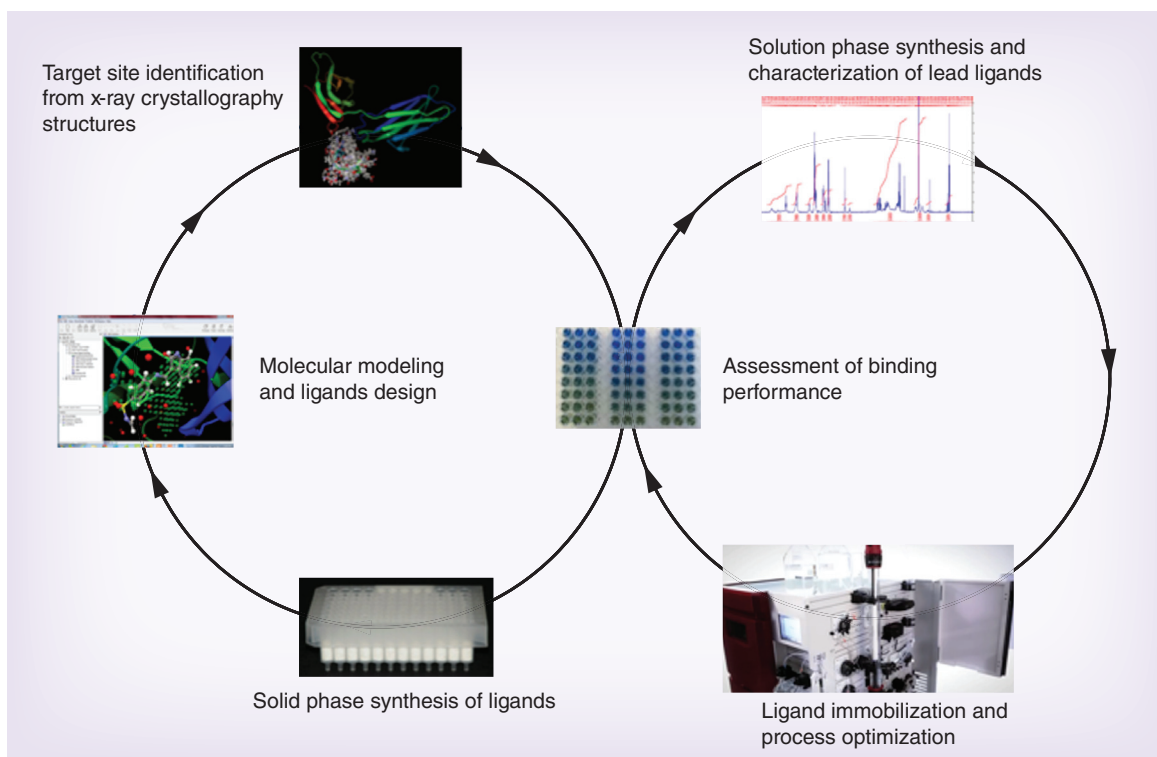 Target site identification
from x-ray crystallography
structures
Solution phase synthesis and
characterization of lead ligands
Molecular modeling
and ligands design
Assessment of binding
performance
Solid phase synthesis of ligands
Ligand immobilization and
process optimization